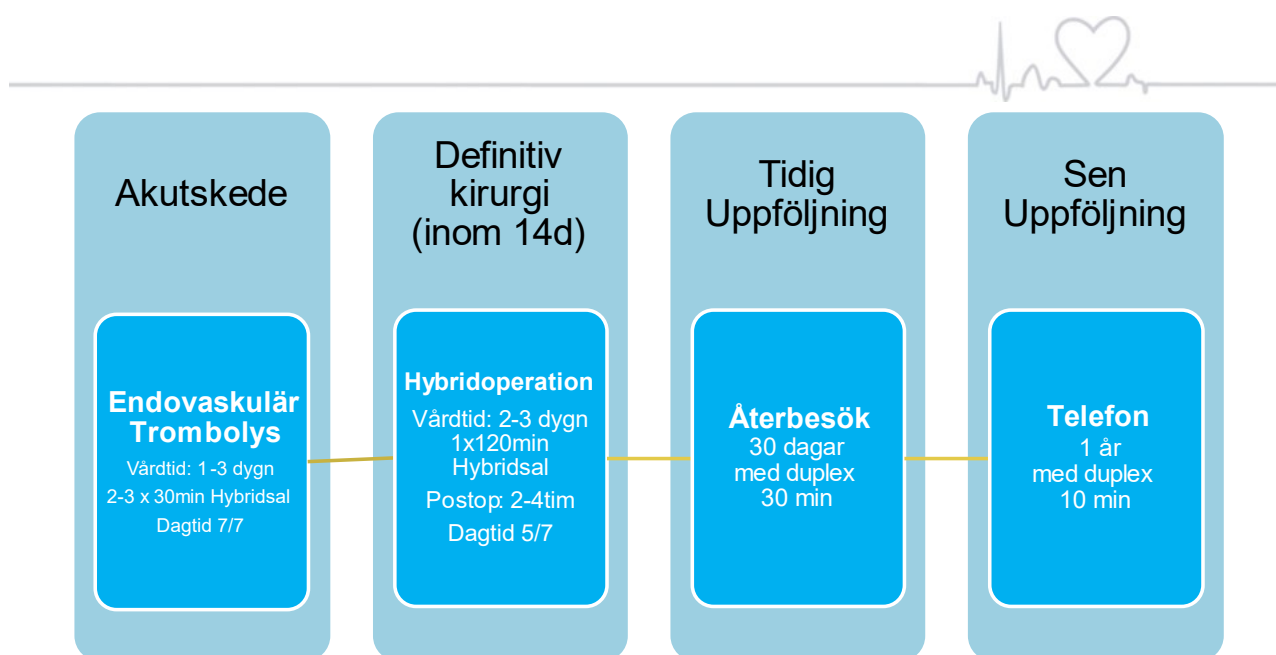 Akutskede
Endovaskulär
Trombolys
Vårdtid: 1-3 dygn
2-3 x 30min Hybridsal
Dagtid 7/7
Definitiv
kirurgi
(inom 14d)
Hybridoperation
Vårdtid: 2-3 dygn
1x120min
Hybridsal
Postop: 2-4tim
Dagtid 5/7
Tidig
Uppföljning
Återbesök
30 dagar
med duplex
30 min
Sen
Uppföljning
Telefon
1 år
med duplex
10 min